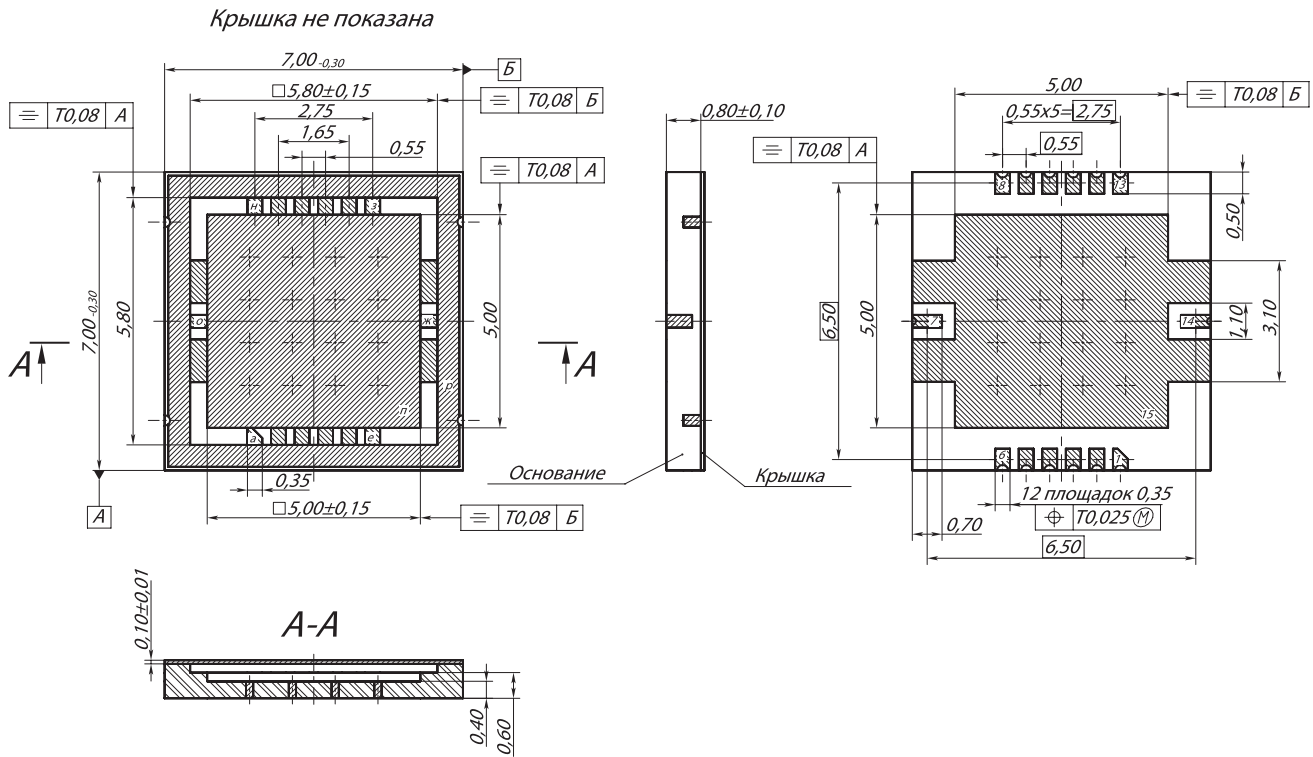 Крышка не показана
7,00 -0,30
Б
□5,80±0,15
T0,08 Б
T0,08 А
2,75
1,65
0,55
T0,08 А
н
з
7,00 -0,30
5,80
5,00
о
ж
р
п
а
е
А
А
0,35
А
□5,00±0,15
T0,08 Б
0,80±0,10
Основание
Крышка
5,00
T0,08 Б
0,55х5=2,75
0,55
T0,08 А
8
13
0,50
6,50
5,00
7
14
1,10
3,10
15
6
1
12 площадок 0,35
T0,025 Ⓜ
0,70
6,50
А-А
0,10±0,01
0,40
0,60